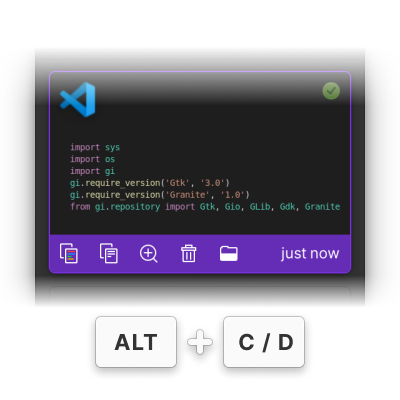 import sys
import os
import gi
gi.require_version('Gtk', '3.0')
gi.require_version('Granite', '1.0')
from gi.repository import Gtk, Gio, GLib, Gdk, Granite
just now
ALT + C / D